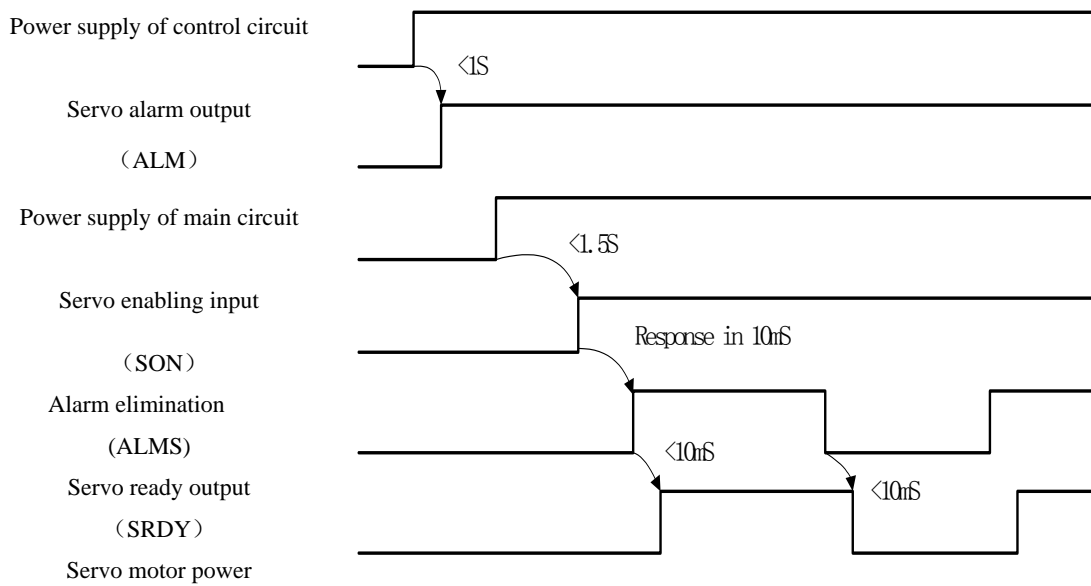 Power supply of control circuit
<1S
Servo alarm output
（ALM）
Power supply of main circuit
<1.5S
Servo enabling input
（SON）
Response in 10mS
Alarm elimination
(ALMS)
<10mS
<10mS
Servo ready output
（SRDY）
Servo motor power